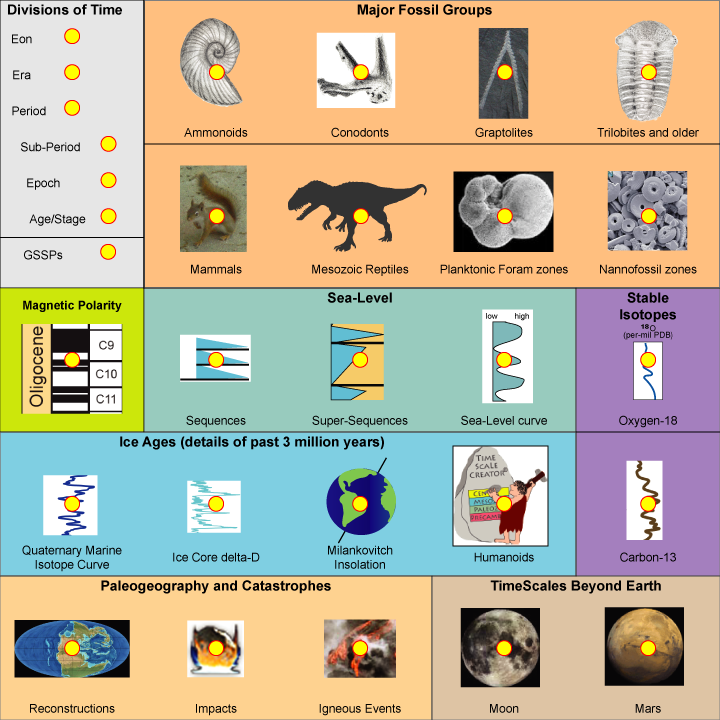 Divisions of Time
Eon
Era
Period
Sub-Period
Epoch
Age/Stage
GSSPs
Major Fossil Groups
Ammonoids
Conodonts
Graptolites
Trilobites and older
Mammals
Mesozoic Reptiles
Planktonic Foram zones
Nannofossil zones
Magnetic Polarity
Oligocene
C9
C10
C11
Sea-Level
Sequences
Super-Sequences
low high
Sea-Level curve
Stable
Isotopes
18O
(per-mil PDB)
Oxygen-18
Ice Ages (details of past 3 million years)
Quaternary Marine
Isotope Curve
Ice Core delta-D
Milankovitch
Insolation
TIME
SCALE
CREATOR
MESO
PALEO
Humanoids
Carbon-13
Paleogeography and Catastrophes
Reconstructions
Impacts
Igneous Events
TimeScales Beyond Earth
Moon
Mars